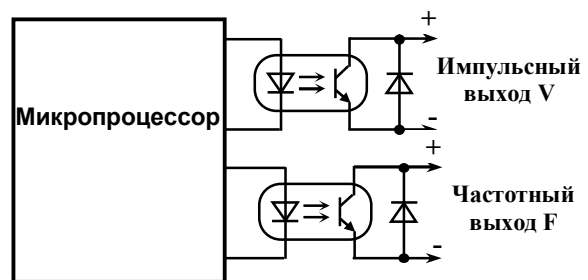 +
Импульсный
выход V
Микропроцессор
-
+
Частотный
выход F
-